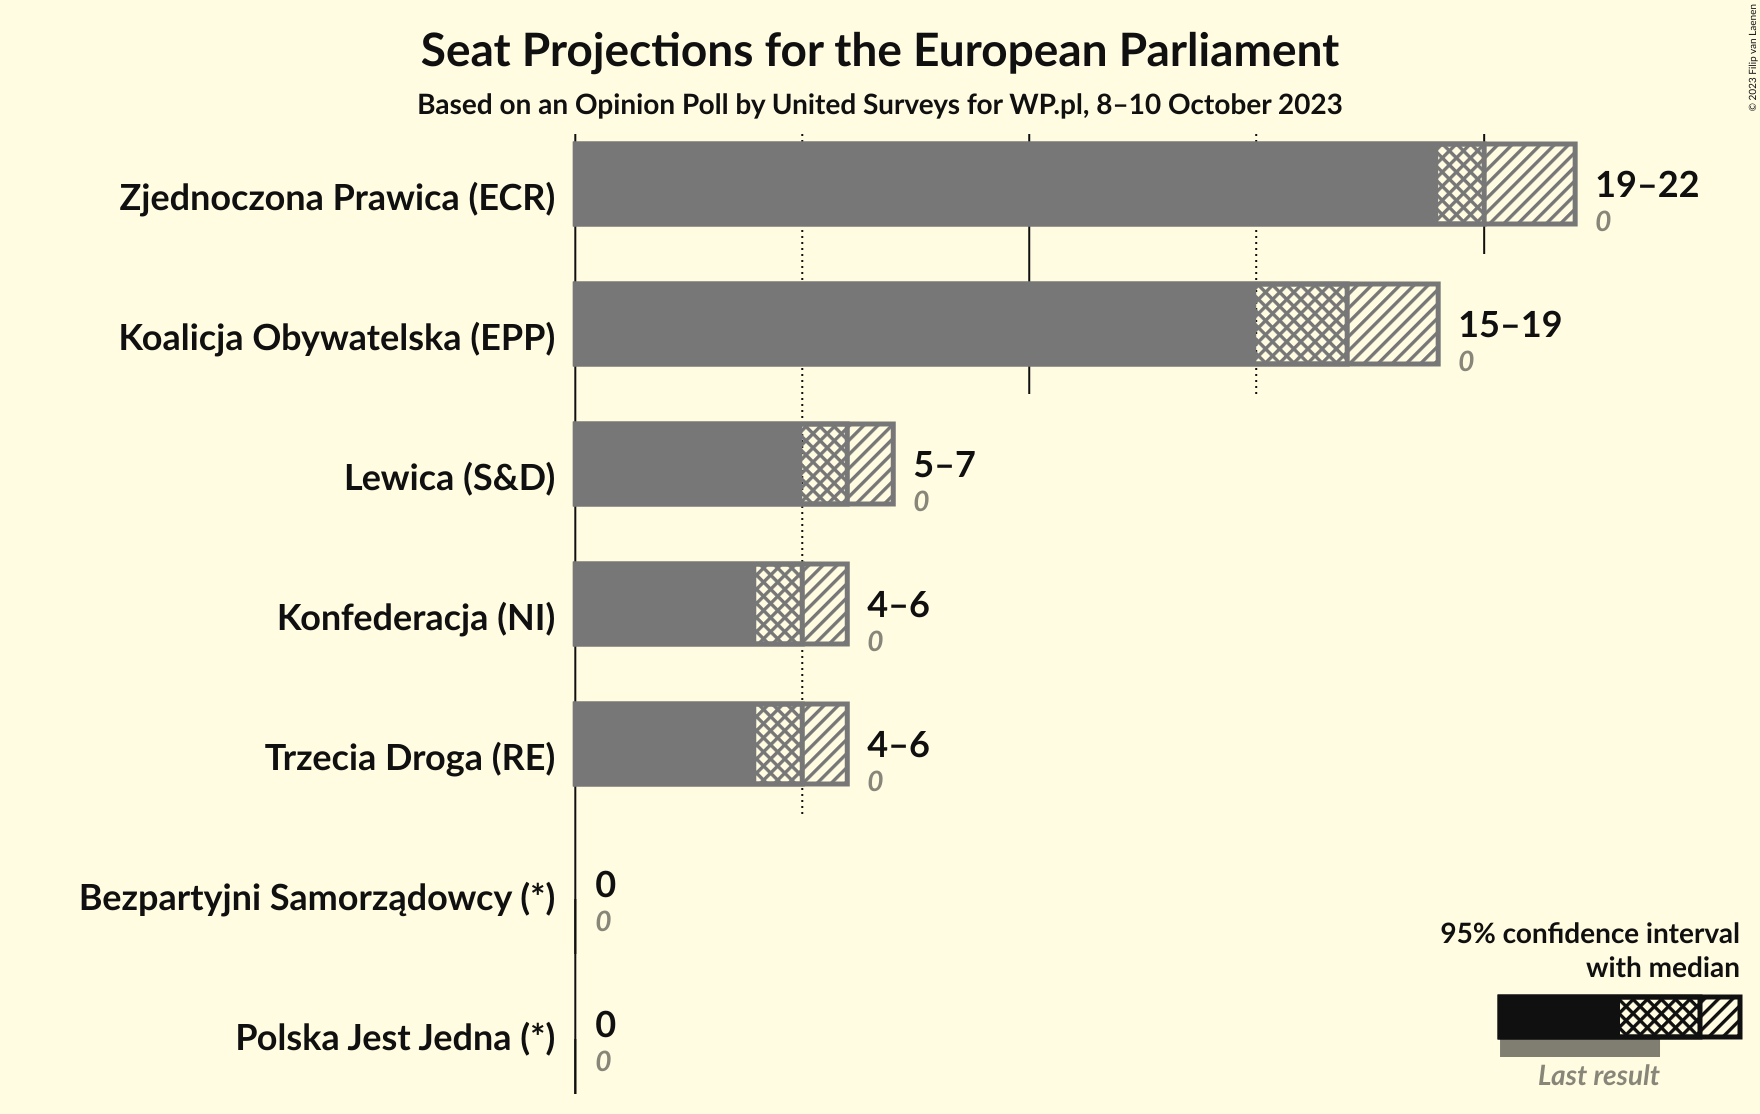 Seat Projections for the European Parliament
Based on an Opinion Poll by United Surveys for WP.pl, 8–10 October 2023
© 2023 Filip van Laenen
Zjednoczona Prawica (ECR)
19–22
0
Koalicja Obywatelska (EPP)
15–19
0
Lewica (S&D)
5–7
0
Konfederacja (NI)
4–6
0
Trzecia Droga (RE)
4–6
0
Bezpartyjni Samorządowcy (*)
0
0
Polska Jest Jedna (*)
0
0
95% confidence interval
with median
Last result